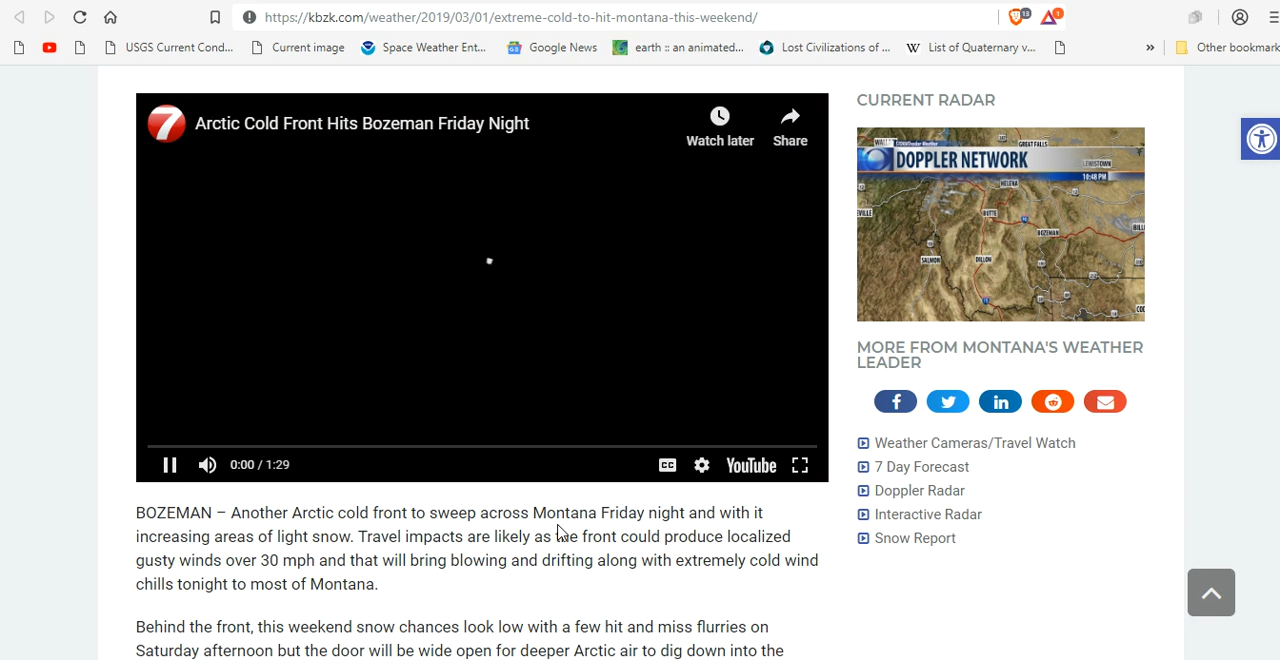 https://kbzk.com/weather/2019/03/01/extreme-cold-to-hit-montana-this-weekend/
13
1
USGS Current Cond...
Current image
Space Weather Ent...
Google News
earth :: an animated...
Lost Civilizations of ...
W
List of Quaternary v...
»
Other bookmark
7
Arctic Cold Front Hits Bozeman Friday Night
Watch later
Share
0:00 / 1:29
CC
YouTube
BOZEMAN – Another Arctic cold front to sweep across Montana Friday night and with it
increasing areas of light snow. Travel impacts are likely as the front could produce localized
gusty winds over 30 mph and that will bring blowing and drifting along with extremely cold wind
chills tonight to most of Montana.
Behind the front, this weekend snow chances look low with a few hit and miss flurries on
Saturday afternoon but the door will be wide open for deeper Arctic air to dig down into the
CURRENT RADAR
GREAT FALLS
DOPPLER NETWORK
LEWISTOWN
10:48 PM
HELENA
EVILLE
BUTTE
BOZEMAN
BILL
SALMON
DILLON
MORE FROM MONTANA'S WEATHER
LEADER
f
in
Weather Cameras/Travel Watch
7 Day Forecast
Doppler Radar
Interactive Radar
Snow Report